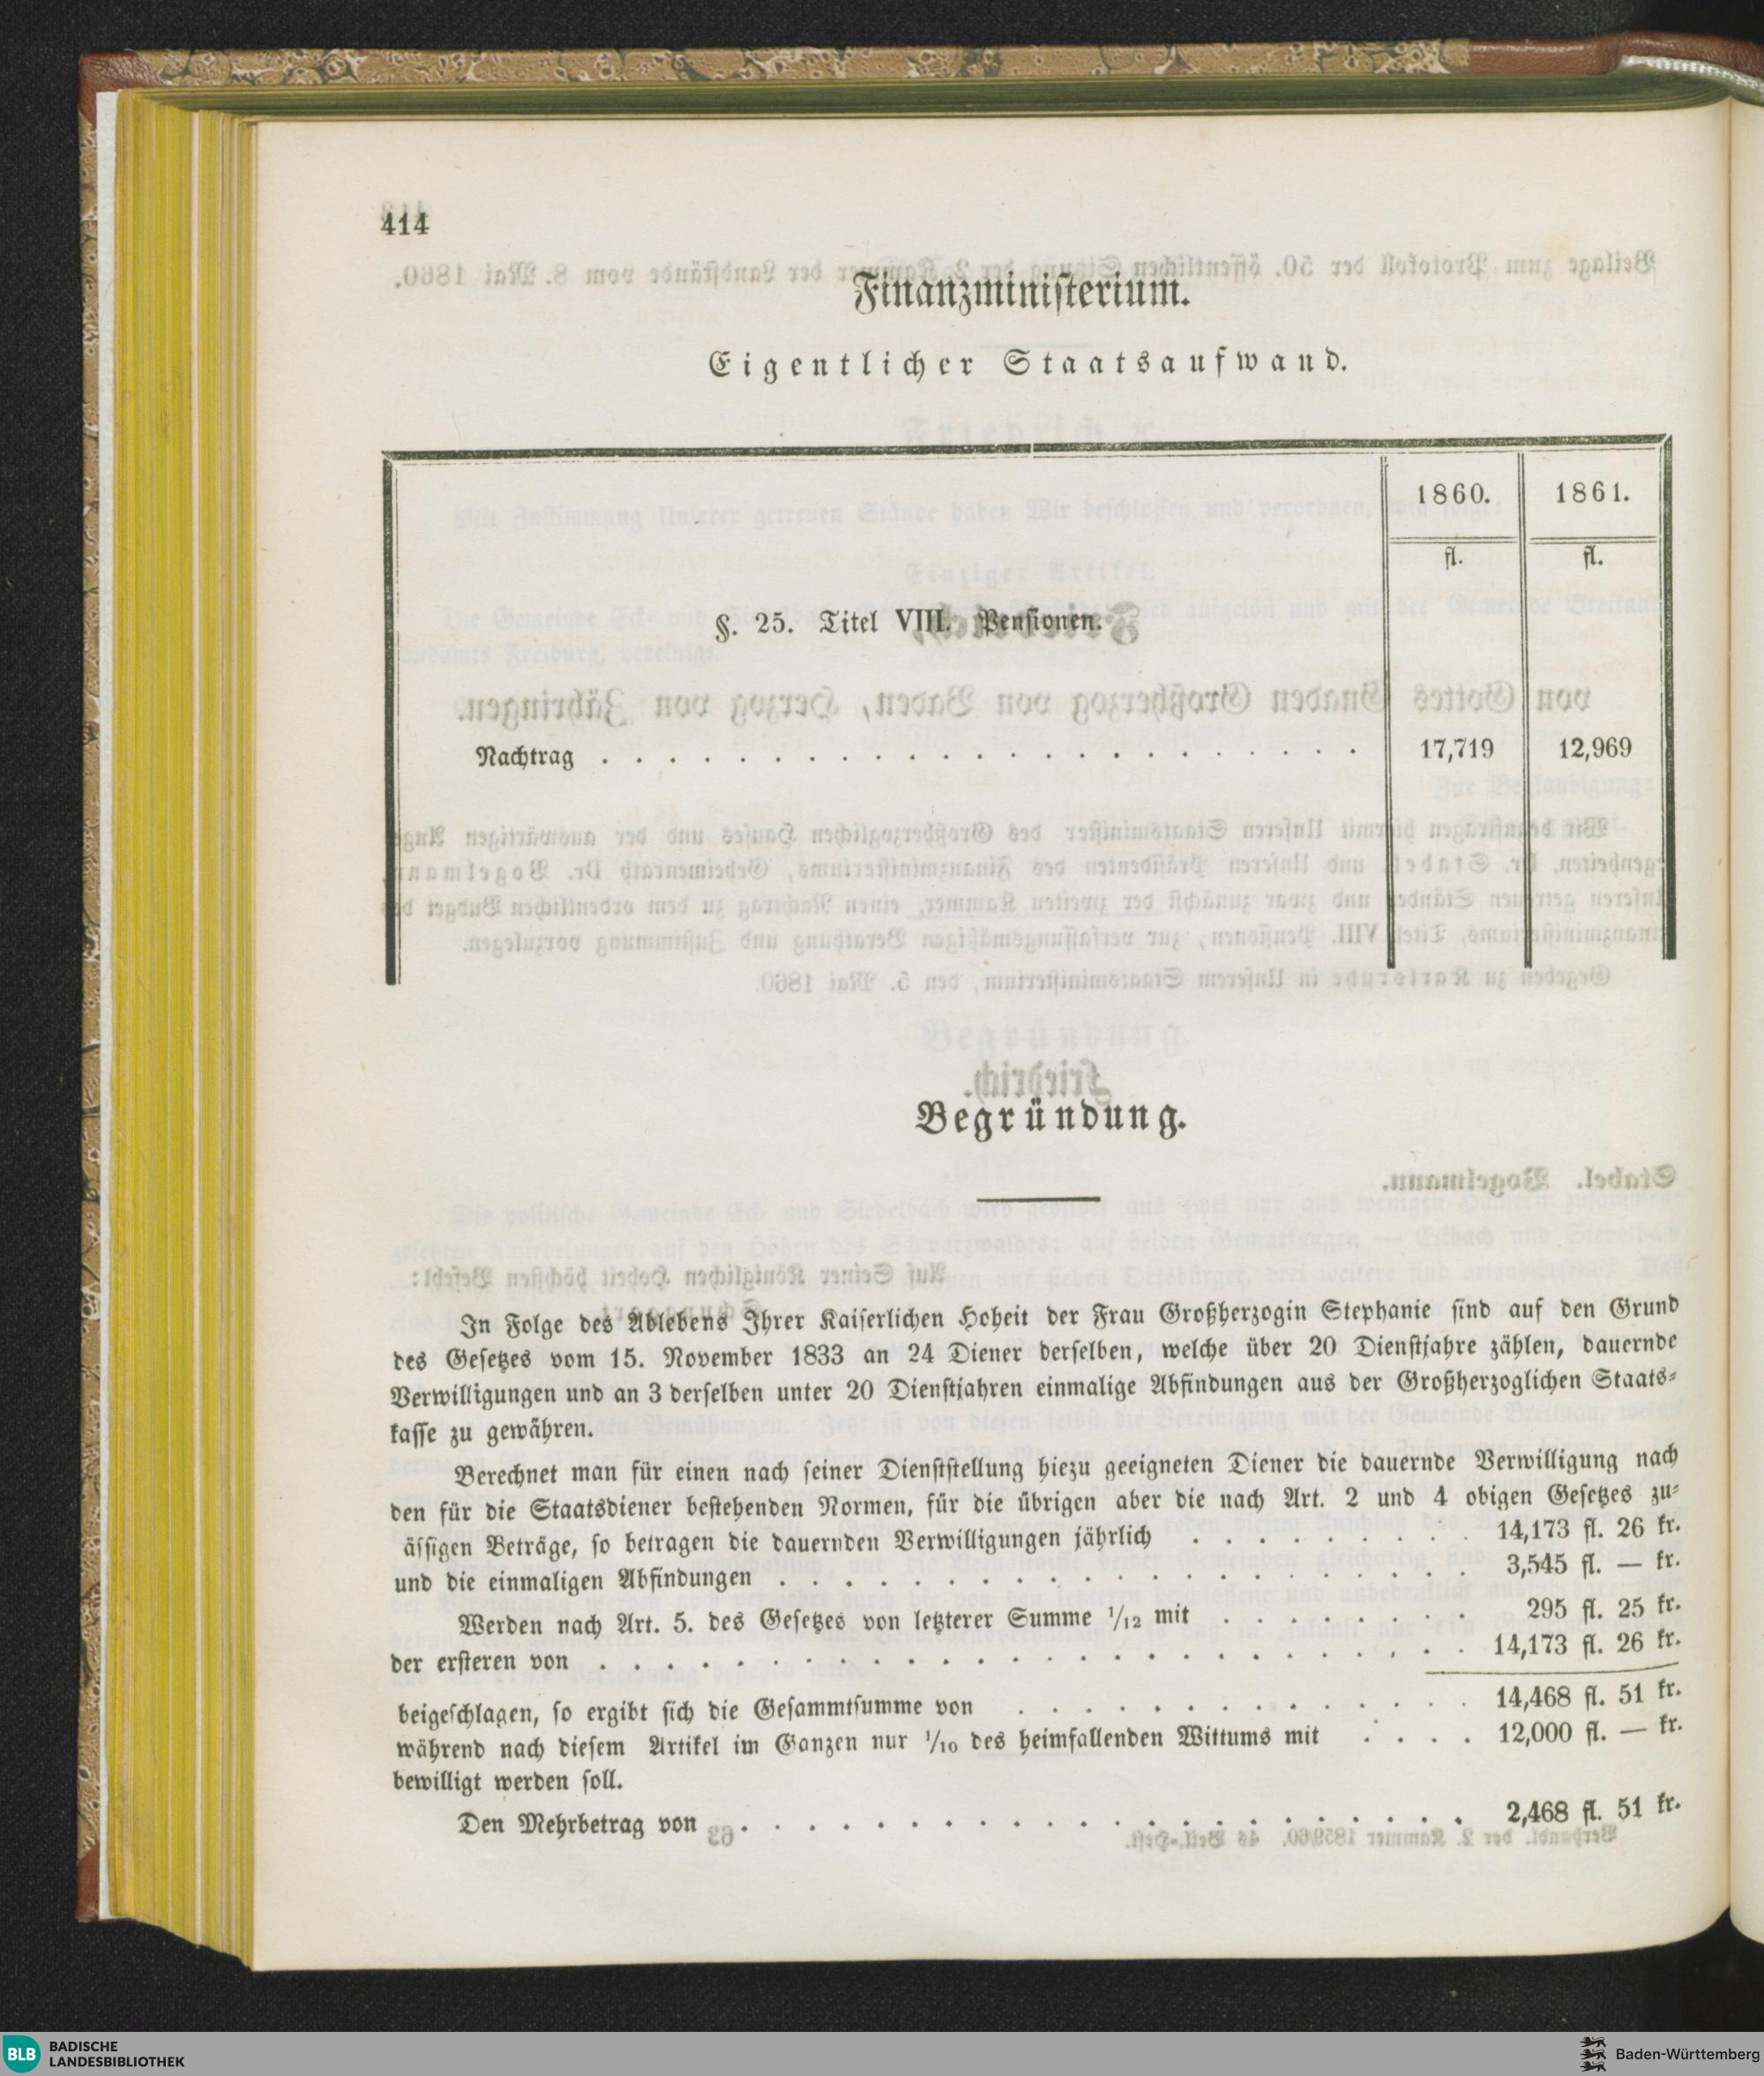 414
Finanzministerium.
Eigentlicher Staatsaufwand.
1860. 1861.
fl. fl.
§. 25. Titel VIII. Pensionen.
Nachtrag . . . . . . . . . . . . . . . . . . . . . . . 17,719 12,969
Begründung.
In Folge des Ablebens Ihrer Kaiserlichen Hoheit der Frau Großherzogin Stephanie sind auf den Grund
des Gesetzes vom 15. November 1833 an 24 Diener derselben, welche über 20 Dienstjahre zählen, dauernde
Verwilligungen und an 3 derselben unter 20 Dienstjahren einmalige Abfindungen aus der Großherzoglichen Staats-
kasse zu gewähren.
Berechnet man für einen nach seiner Dienststellung hiezu geeigneten Diener die dauernde Verwilligung nach
den für die Staatsdiener bestehenden Normen, für die übrigen aber die nach Art. 2 und 4 obigen Gesetzes zu-
ässigen Beträge, so betragen die dauernden Verwilligungen jährlich . . . . . . . . . 14,173 fl. 26 kr.
und die einmaligen Abfindungen . . . . . . . . . . . . . . . . . . . . . 3,545 fl. — kr.
Werden nach Art. 5. des Gesetzes von letzterer Summe 1/12 mit . . . . . . . . 295 fl. 25 kr.
der ersteren von . . . . . . . . . . . . . . . . . . . . . . . . . . 14,173 fl. 26 kr.
beigeschlagen, so ergibt sich die Gesammtsumme von . . . . . . . . . . . . . . 14,468 fl. 51 kr.
während nach diesem Artikel im Ganzen nur 1/10 des heimfallenden Wittums mit . . . . 12,000 fl. — kr.
bewilligt werden soll.
Den Mehrbetrag von . . . . . . . . . . . . . . . . . . . . . . 2,468 fl. 51 kr.
BLB BADISCHE
LANDESBIBLIOTHEK
Baden-Württemberg